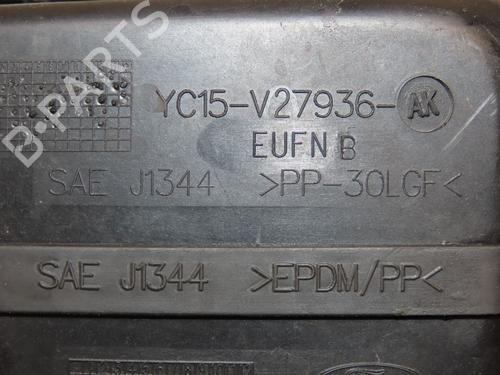 B-PARTS
YC15-V27936-AK
EUFN B
SAE J1344 >PP-30LGF<
SAE J1344 >EPDM/PP<